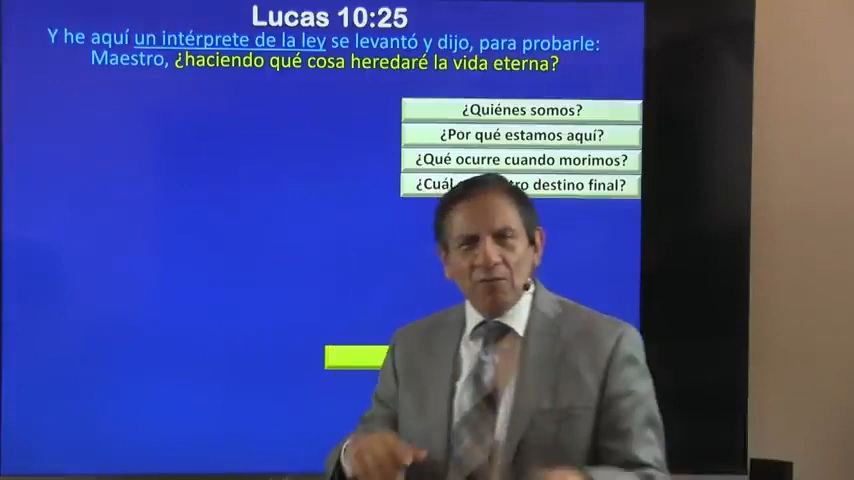 Lucas 10:25
Y he aquí un intérprete de la ley se levantó y dijo, para probarle:
Maestro, ¿haciendo qué cosa heredaré la vida eterna?
¿Quiénes somos?
¿Por qué estamos aquí?
¿Qué ocurre cuando morimos?
¿Cuál destino final?